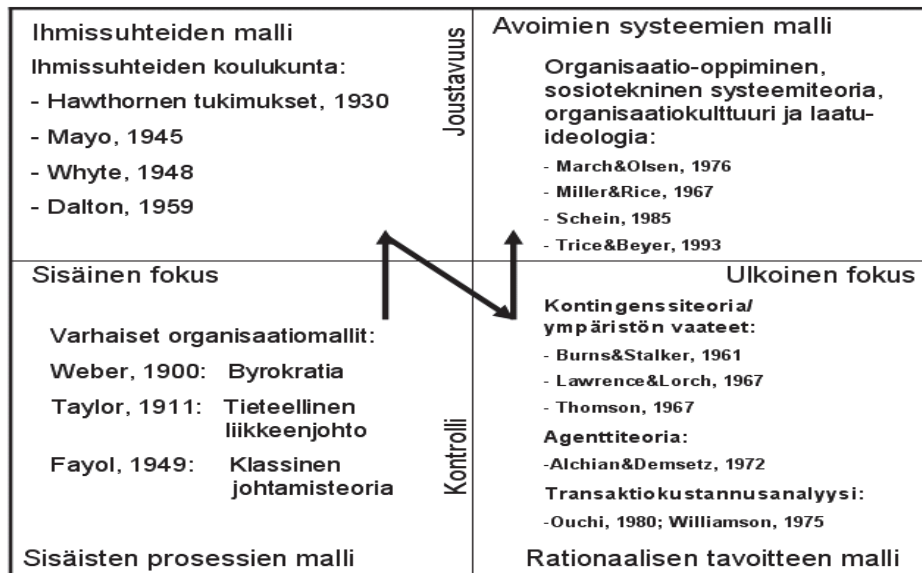 Ihmissuhteiden malli
Ihmissuhteiden koulukunta:
- Hawthornen tukimukset, 1930
- Mayo, 1945
- Whyte, 1948
- Dalton, 1959
Joustavuus
Avoimien systeemien malli
Organisaatio-oppiminen,
sosiotekninen systeemiteoria,
organisaatiokulttuuri ja laatu-
ideologia:
- March&Olsen, 1976
- Miller&Rice, 1967
- Schein, 1985
- Trice&Beyer, 1993
Sisäinen fokus
Varhaiset organisaatiomallit:
Weber, 1900: Byrokratia
Taylor, 1911: Tieteellinen
liikkeenjohto
Fayol, 1949: Klassinen
johtamisteoria
Sisäisten prosessien malli
Kontrolli
Ulkoinen fokus
Kontingenssiteoria/
ympäristön vaateet:
- Burns&Stalker, 1961
- Lawrence&Lorch, 1967
- Thomson, 1967
Agenttiteoria:
-Alchian&Demsetz, 1972
Transaktiokustannusanalyysi:
-Ouchi, 1980; Williamson, 1975
Rationaalisen tavoitteen malli